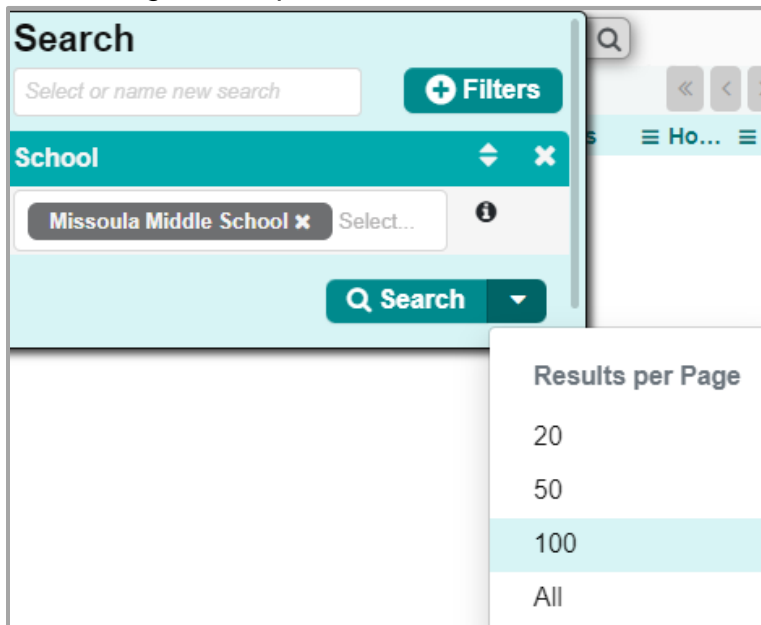 Search
Select or name new search
Filters
School
Missoula Middle School
Select...
Search
Ho...
Results per Page
20
50
100
All